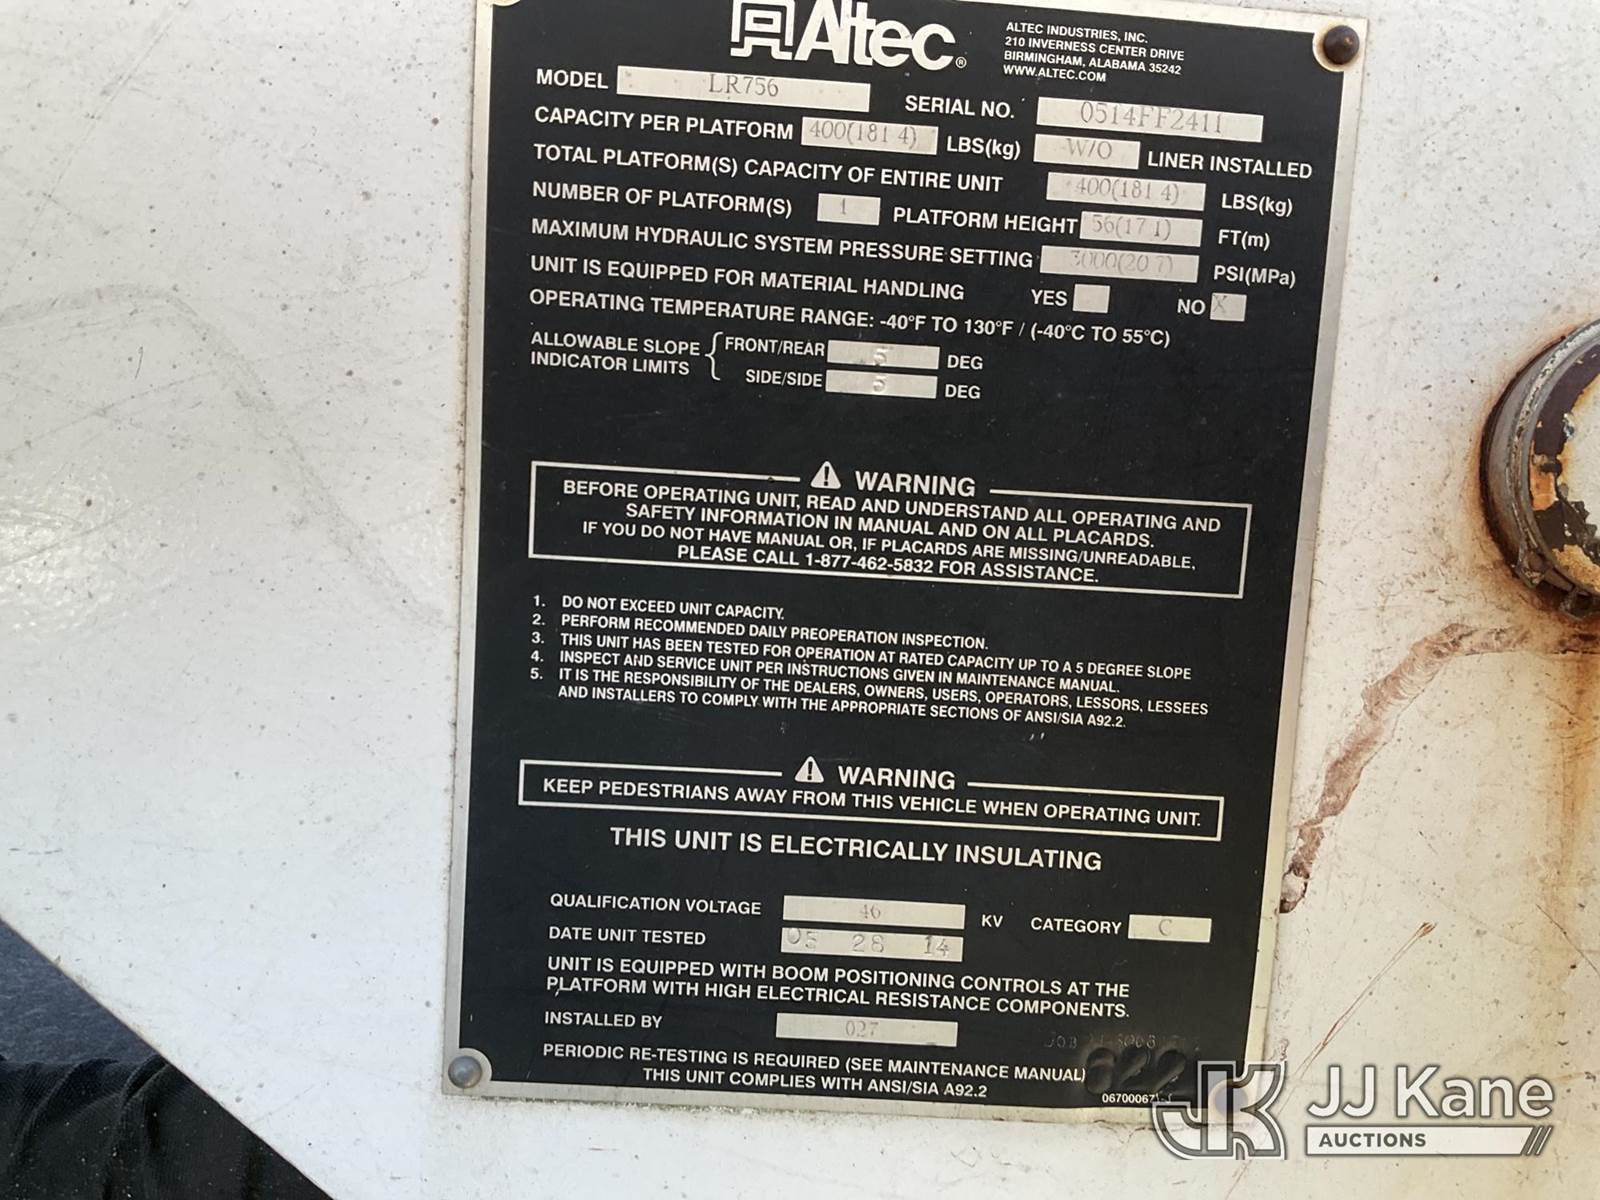 Altec®
ALTEC INDUSTRIES, INC.
210 INVERNESS CENTER DRIVE
BIRMINGHAM, ALABAMA 35242
WWW.ALTEC.COM
MODEL LR756
SERIAL NO. 0514FF2411
CAPACITY PER PLATFORM 400(181 4) LBS(kg) W/O LINER INSTALLED
TOTAL PLATFORM(S) CAPACITY OF ENTIRE UNIT 400(181 4) LBS(kg)
NUMBER OF PLATFORM(S) 1 PLATFORM HEIGHT 56(17 1) FT(m)
MAXIMUM HYDRAULIC SYSTEM PRESSURE SETTING 3000(20 7) PSI(MPa)
UNIT IS EQUIPPED FOR MATERIAL HANDLING YES NO X
OPERATING TEMPERATURE RANGE: -40°F TO 130°F / (-40°C TO 55°C)
ALLOWABLE SLOPE INDICATOR LIMITS { FRONT/REAR 5 DEG
SIDE/SIDE 5 DEG
⚠ WARNING
BEFORE OPERATING UNIT, READ AND UNDERSTAND ALL OPERATING AND
SAFETY INFORMATION IN MANUAL AND ON ALL PLACARDS.
IF YOU DO NOT HAVE MANUAL OR, IF PLACARDS ARE MISSING/UNREADABLE,
PLEASE CALL 1-877-462-5832 FOR ASSISTANCE.
1. DO NOT EXCEED UNIT CAPACITY.
2. PERFORM RECOMMENDED DAILY PREOPERATION INSPECTION.
3. THIS UNIT HAS BEEN TESTED FOR OPERATION AT RATED CAPACITY UP TO A 5 DEGREE SLOPE
4. INSPECT AND SERVICE UNIT PER INSTRUCTIONS GIVEN IN MAINTENANCE MANUAL.
5. IT IS THE RESPONSIBILITY OF THE DEALERS, OWNERS, USERS, OPERATORS, LESSORS, LESSEES
AND INSTALLERS TO COMPLY WITH THE APPROPRIATE SECTIONS OF ANSI/SIA A92.2.
⚠ WARNING
KEEP PEDESTRIANS AWAY FROM THIS VEHICLE WHEN OPERATING UNIT.
THIS UNIT IS ELECTRICALLY INSULATING
QUALIFICATION VOLTAGE 46 KV CATEGORY C
DATE UNIT TESTED 05 28 14
UNIT IS EQUIPPED WITH BOOM POSITIONING CONTROLS AT THE
PLATFORM WITH HIGH ELECTRICAL RESISTANCE COMPONENTS.
INSTALLED BY 027
PERIODIC RE-TESTING IS REQUIRED (SEE MAINTENANCE MANUAL)
THIS UNIT COMPLIES WITH ANSI/SIA A92.2
JJ Kane
AUCTIONS